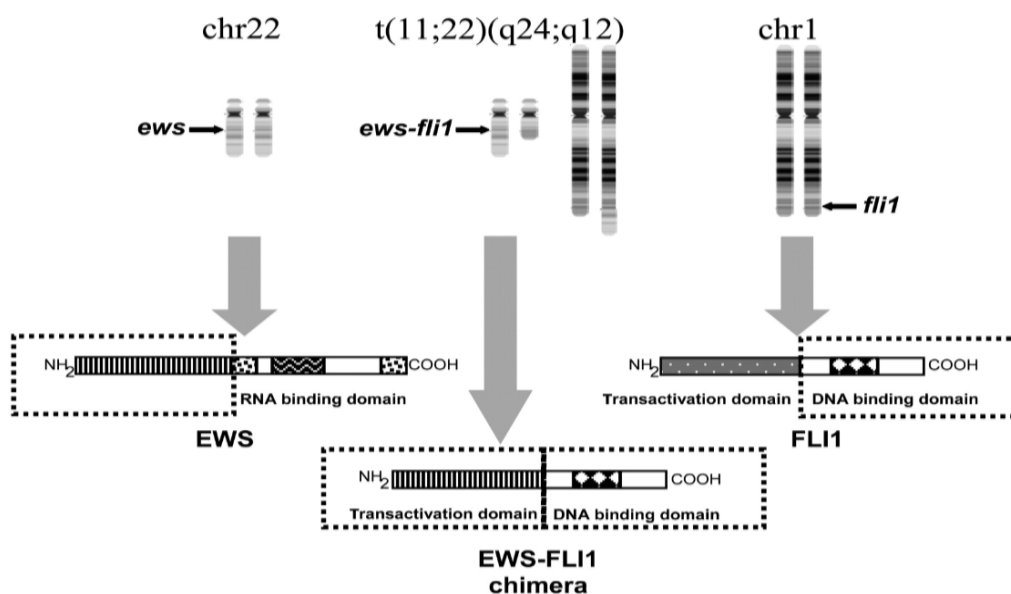 chr22
t(11;22)(q24;q12)
chr1
ews
ews-fli1
fli1
NH2
COOH
RNA binding domain
EWS
NH2
COOH
Transactivation domain
DNA binding domain
FLI1
NH2
COOH
Transactivation domain
DNA binding domain
EWS-FLI1
chimera